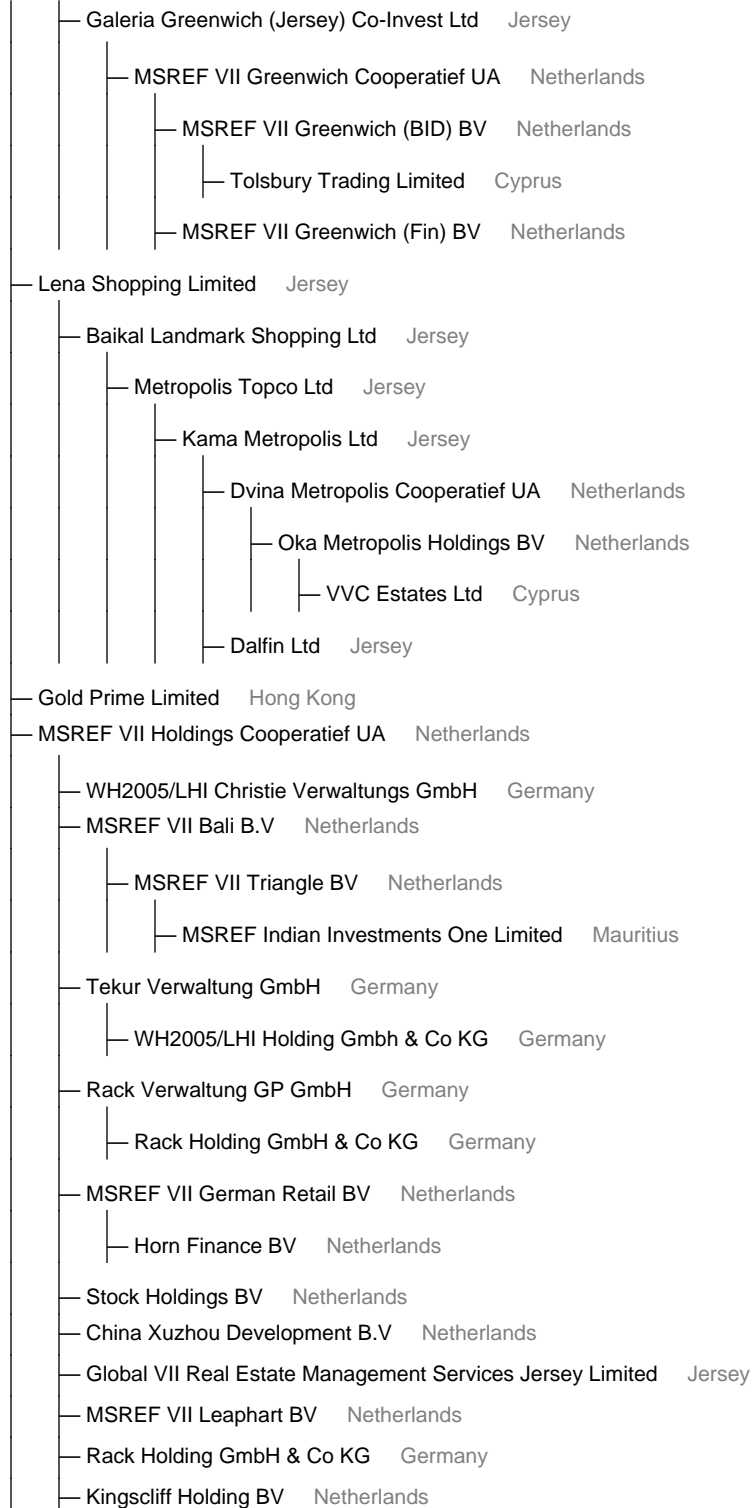 Galeria Greenwich (Jersey) Co-Invest Ltd Jersey
MSREF VII Greenwich Cooperatief UA Netherlands
MSREF VII Greenwich (BID) BV Netherlands
Tolsbury Trading Limited Cyprus
MSREF VII Greenwich (Fin) BV Netherlands
Lena Shopping Limited Jersey
Baikal Landmark Shopping Ltd Jersey
Metropolis Topco Ltd Jersey
Kama Metropolis Ltd Jersey
Dvina Metropolis Cooperatief UA Netherlands
Oka Metropolis Holdings BV Netherlands
VVC Estates Ltd Cyprus
Dalfin Ltd Jersey
Gold Prime Limited Hong Kong
MSREF VII Holdings Cooperatief UA Netherlands
WH2005/LHI Christie Verwaltungs GmbH Germany
MSREF VII Bali B.V Netherlands
MSREF VII Triangle BV Netherlands
MSREF Indian Investments One Limited Mauritius
Tekur Verwaltung GmbH Germany
WH2005/LHI Holding Gmbh & Co KG Germany
Rack Verwaltung GP GmbH Germany
Rack Holding GmbH & Co KG Germany
MSREF VII German Retail BV Netherlands
Horn Finance BV Netherlands
Stock Holdings BV Netherlands
China Xuzhou Development B.V Netherlands
Global VII Real Estate Management Services Jersey Limited Jersey
MSREF VII Leaphart BV Netherlands
Rack Holding GmbH & Co KG Germany
Kingscliff Holding BV Netherlands